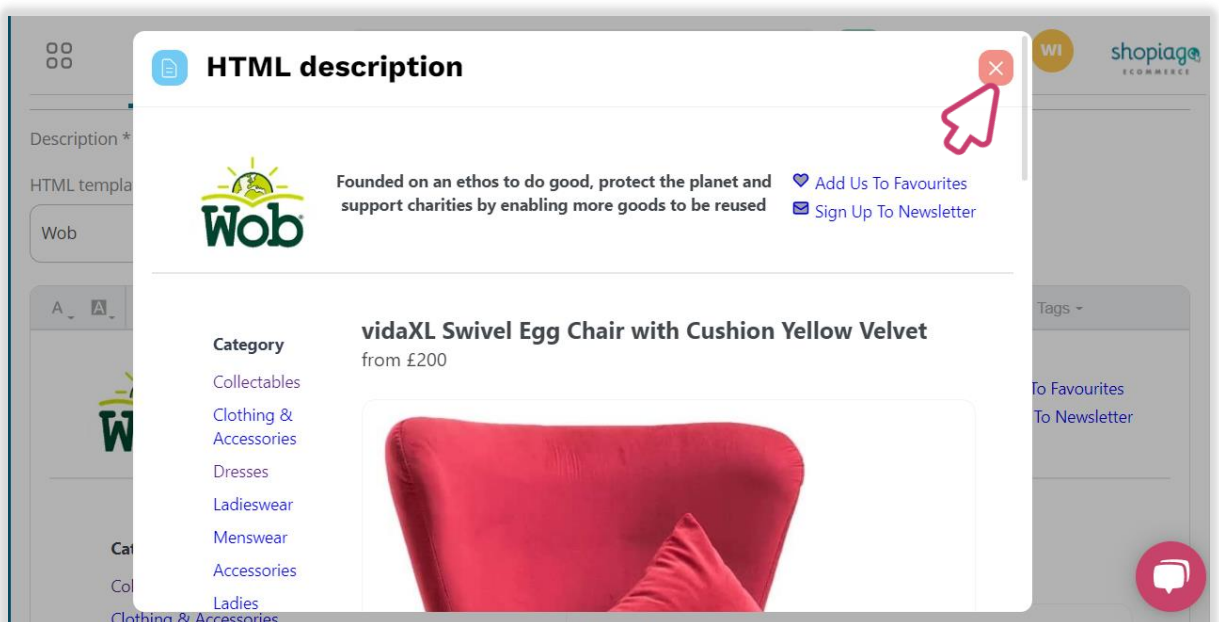 HTML description
WI
shopiago
ECOMMERCE
Description *
HTML templa
Wob
A
A
Tags
Wob
Founded on an ethos to do good, protect the planet and
support charities by enabling more goods to be reused
Add Us To Favourites
Sign Up To Newsletter
Category
Collectables
Clothing &
Accessories
Dresses
Ladieswear
Menswear
Accessories
Ladies
vidaXL Swivel Egg Chair with Cushion Yellow Velvet
from £200
To Favourites
To Newsletter
W
Cat
Col
Clothing & Accessories